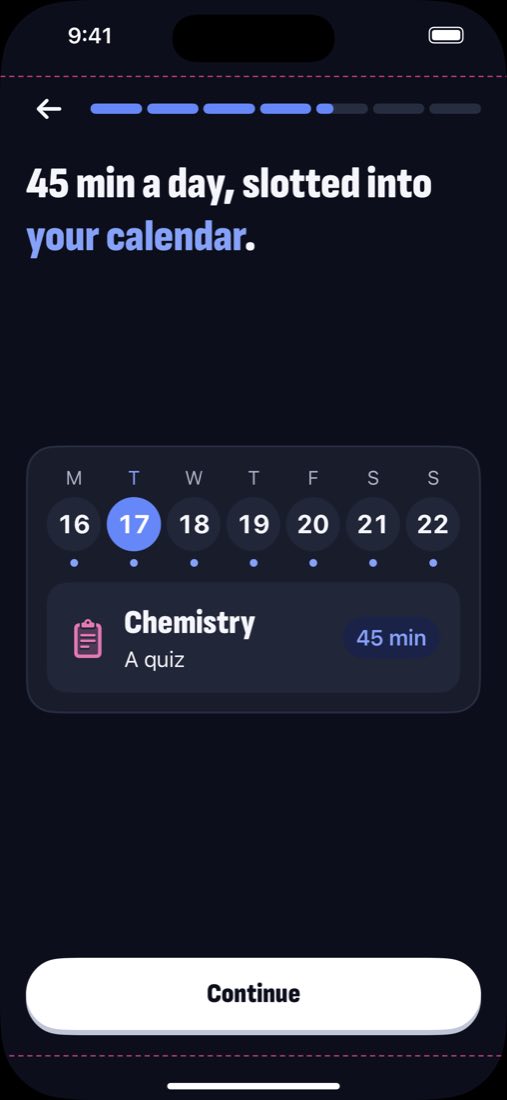 9:41
45 min a day, slotted into
your calendar.
M T W T F S S
16 17 18 19 20 21 22
Chemistry
A quiz
45 min
Continue